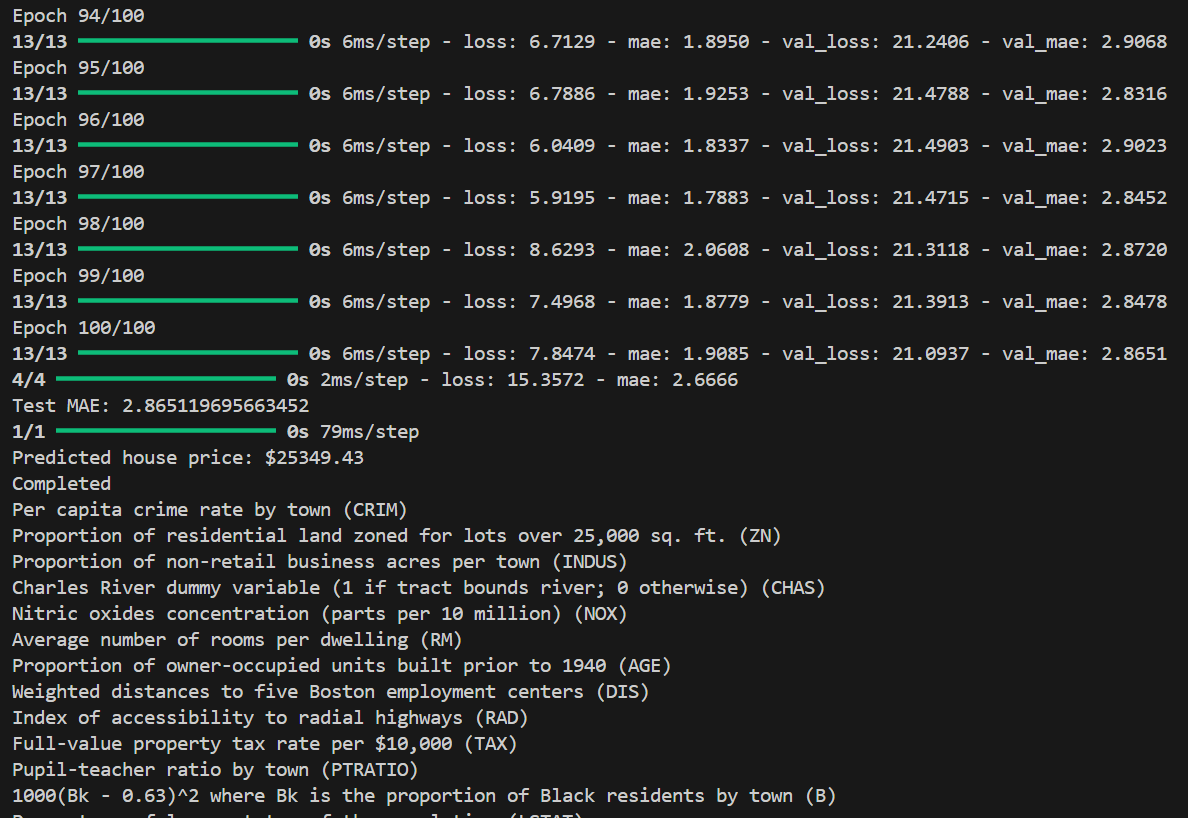 Epoch 94/100
13/13 0s 6ms/step - loss: 6.7129 - mae: 1.8950 - val_loss: 21.2406 - val_mae: 2.9068
Epoch 95/100
13/13 0s 6ms/step - loss: 6.7886 - mae: 1.9253 - val_loss: 21.4788 - val_mae: 2.8316
Epoch 96/100
13/13 0s 6ms/step - loss: 6.0409 - mae: 1.8337 - val_loss: 21.4903 - val_mae: 2.9023
Epoch 97/100
13/13 0s 6ms/step - loss: 5.9195 - mae: 1.7883 - val_loss: 21.4715 - val_mae: 2.8452
Epoch 98/100
13/13 0s 6ms/step - loss: 8.6293 - mae: 2.0608 - val_loss: 21.3118 - val_mae: 2.8720
Epoch 99/100
13/13 0s 6ms/step - loss: 7.4968 - mae: 1.8779 - val_loss: 21.3913 - val_mae: 2.8478
Epoch 100/100
13/13 0s 6ms/step - loss: 7.8474 - mae: 1.9085 - val_loss: 21.0937 - val_mae: 2.8651
4/4 0s 2ms/step - loss: 15.3572 - mae: 2.6666
Test MAE: 2.865119695663452
1/1 0s 79ms/step
Predicted house price: $25349.43
Completed
Per capita crime rate by town (CRIM)
Proportion of residential land zoned for lots over 25,000 sq. ft. (ZN)
Proportion of non-retail business acres per town (INDUS)
Charles River dummy variable (1 if tract bounds river; 0 otherwise) (CHAS)
Nitric oxides concentration (parts per 10 million) (NOX)
Average number of rooms per dwelling (RM)
Proportion of owner-occupied units built prior to 1940 (AGE)
Weighted distances to five Boston employment centers (DIS)
Index of accessibility to radial highways (RAD)
Full-value property tax rate per $10,000 (TAX)
Pupil-teacher ratio by town (PTRATIO)
1000(Bk - 0.63)^2 where Bk is the proportion of Black residents by town (B)